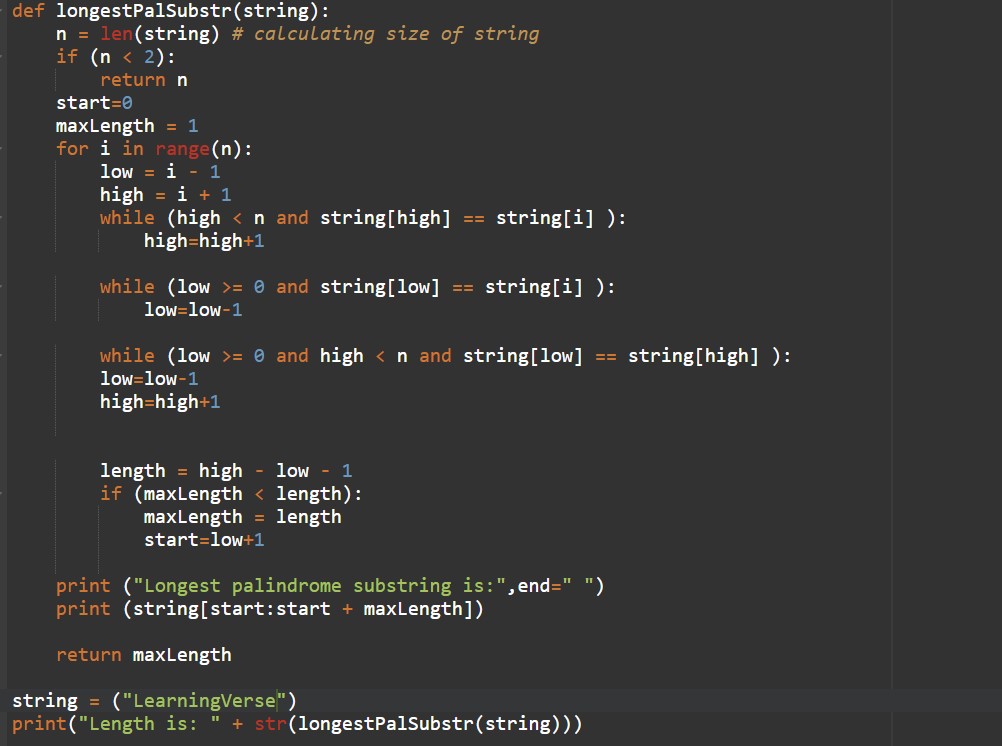 def longestPalSubstr(string):
    n = len(string) # calculating size of string
    if (n < 2):
        return n
    start=0
    maxLength = 1
    for i in range(n):
        low = i - 1
        high = i + 1
        while (high < n and string[high] == string[i] ):
            high=high+1
        while (low >= 0 and string[low] == string[i] ):
            low=low-1
        while (low >= 0 and high < n and string[low] == string[high] ):
        low=low-1
        high=high+1
        length = high - low - 1
        if (maxLength < length):
            maxLength = length
            start=low+1
    print ("Longest palindrome substring is:",end=" ")
    print (string[start:start + maxLength])
    return maxLength
string = ("LearningVerse")
print("Length is: " + str(longestPalSubstr(string)))